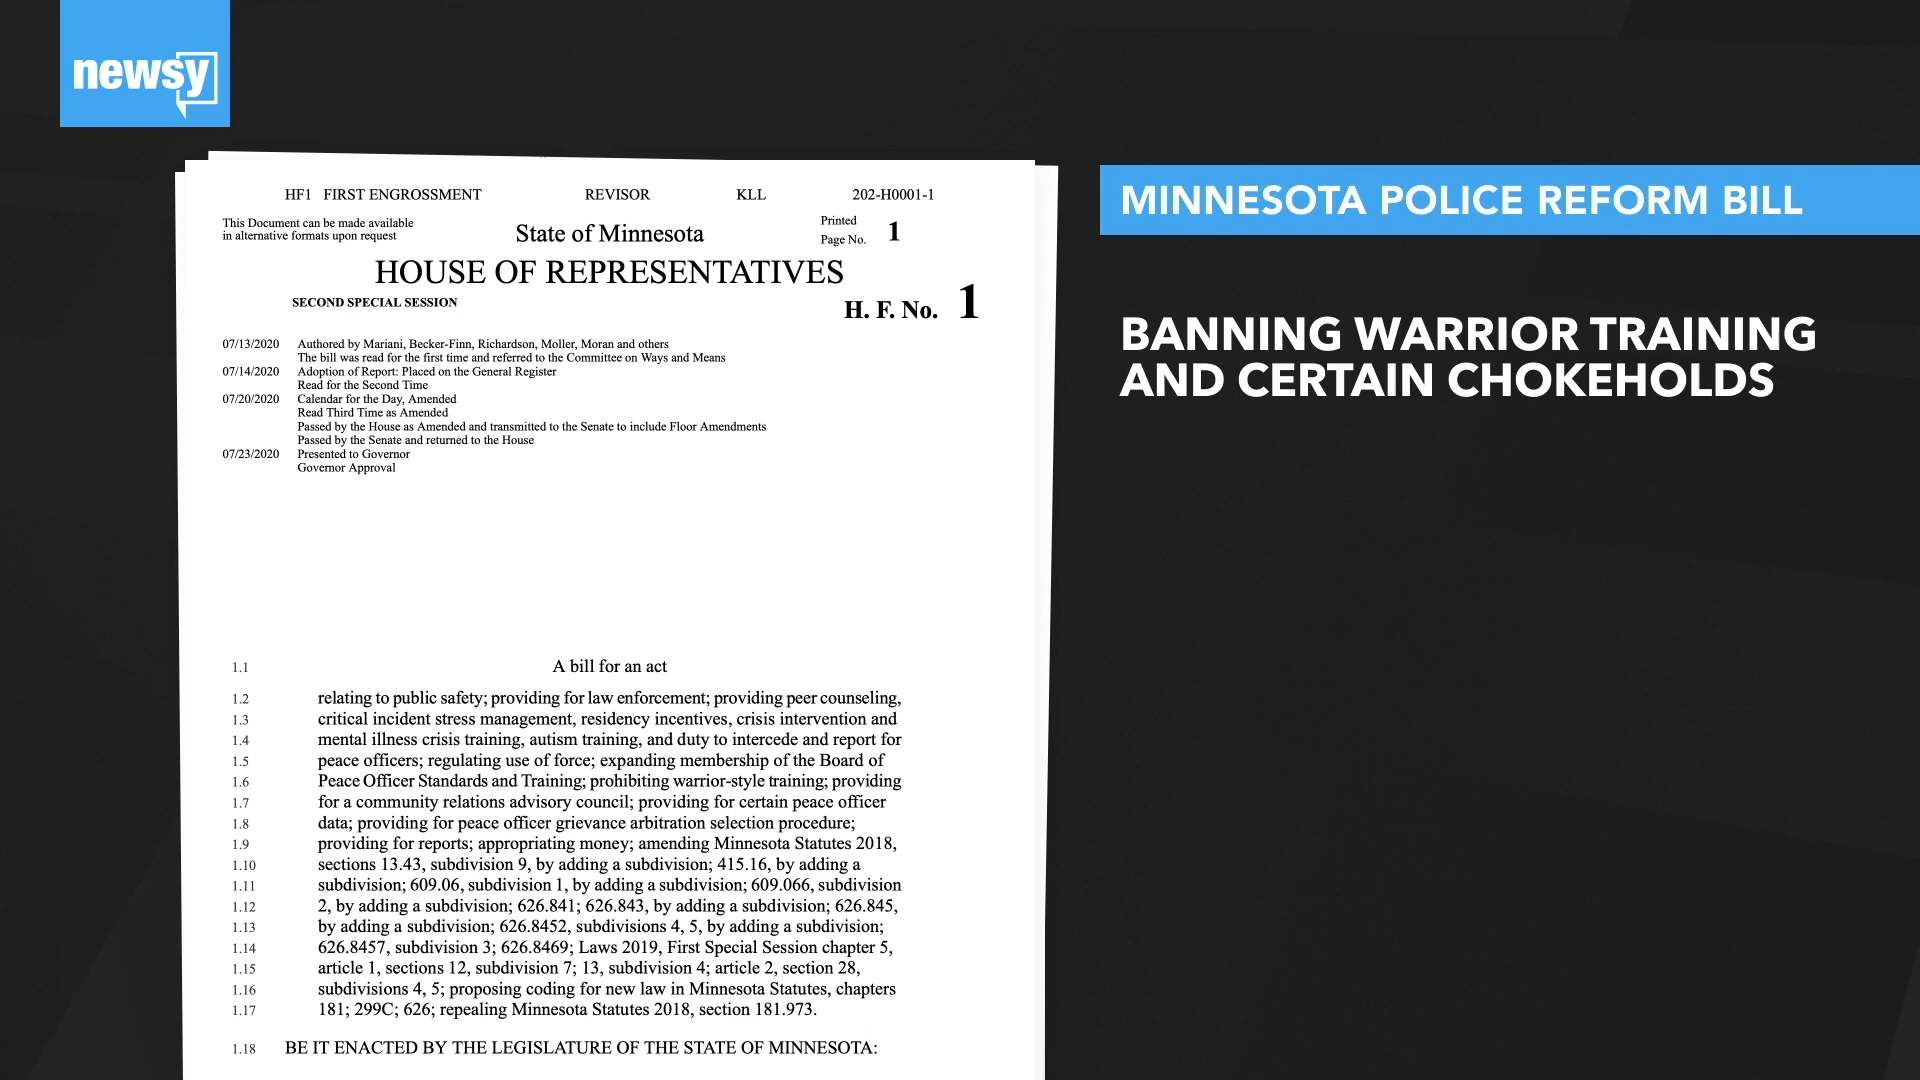 newsy
HF1 FIRST ENGROSSMENT REVISOR KLL 202-H0001-1
This Document can be made available
in alternative formats upon request
State of Minnesota
Printed
Page No. 1
HOUSE OF REPRESENTATIVES
SECOND SPECIAL SESSION
H. F. No. 1
07/13/2020 Authored by Mariani, Becker-Finn, Richardson, Moller, Moran and others
The bill was read for the first time and referred to the Committee on Ways and Means
07/14/2020 Adoption of Report: Placed on the General Register
Read for the Second Time
07/20/2020 Calendar for the Day, Amended
Read Third Time as Amended
Passed by the House as Amended and transmitted to the Senate to include Floor Amendments
Passed by the Senate and returned to the House
07/23/2020 Presented to Governor
Governor Approval
1.1 A bill for an act
1.2 relating to public safety; providing for law enforcement; providing peer counseling,
1.3 critical incident stress management, residency incentives, crisis intervention and
1.4 mental illness crisis training, autism training, and duty to intercede and report for
1.5 peace officers; regulating use of force; expanding membership of the Board of
1.6 Peace Officer Standards and Training; prohibiting warrior-style training; providing
1.7 for a community relations advisory council; providing for certain peace officer
1.8 data; providing for peace officer grievance arbitration selection procedure;
1.9 providing for reports; appropriating money; amending Minnesota Statutes 2018,
1.10 sections 13.43, subdivision 9, by adding a subdivision; 415.16, by adding a
1.11 subdivision; 609.06, subdivision 1, by adding a subdivision; 609.066, subdivision
1.12 2, by adding a subdivision; 626.841; 626.843, by adding a subdivision; 626.845,
1.13 by adding a subdivision; 626.8452, subdivisions 4, 5, by adding a subdivision;
1.14 626.8457, subdivision 3; 626.8469; Laws 2019, First Special Session chapter 5,
1.15 article 1, sections 12, subdivision 7; 13, subdivision 4; article 2, section 28,
1.16 subdivisions 4, 5; proposing coding for new law in Minnesota Statutes, chapters
1.17 181; 299C; 626; repealing Minnesota Statutes 2018, section 181.973.
1.18 BE IT ENACTED BY THE LEGISLATURE OF THE STATE OF MINNESOTA:
MINNESOTA POLICE REFORM BILL
BANNING WARRIOR TRAINING
AND CERTAIN CHOKEHOLDS